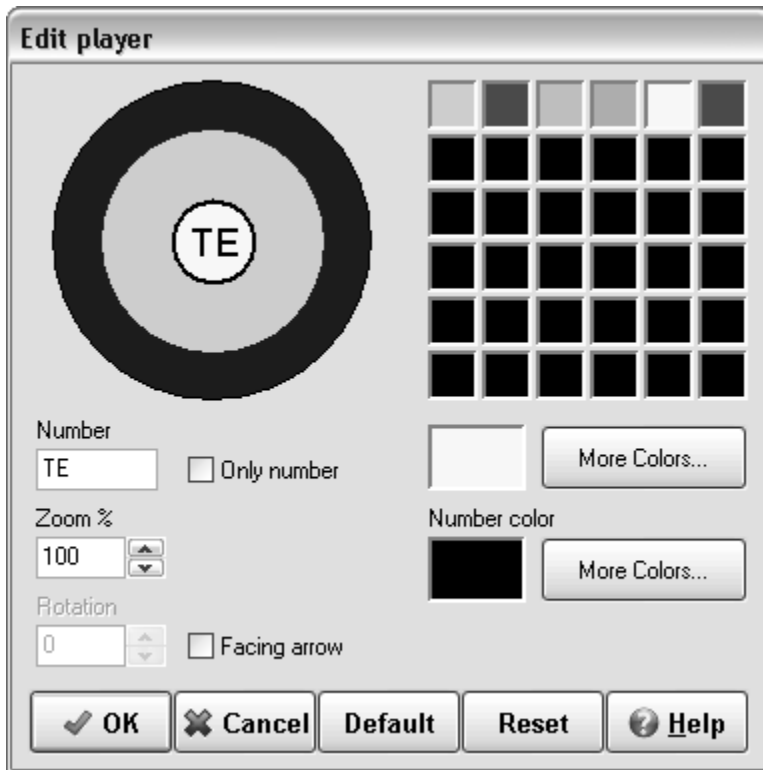 Edit player
TE
Number
TE
Only number
More Colors...
Zoom %
Number color
100
More Colors...
Rotation
0
Facing arrow
OK
Cancel
Default
Reset
Help